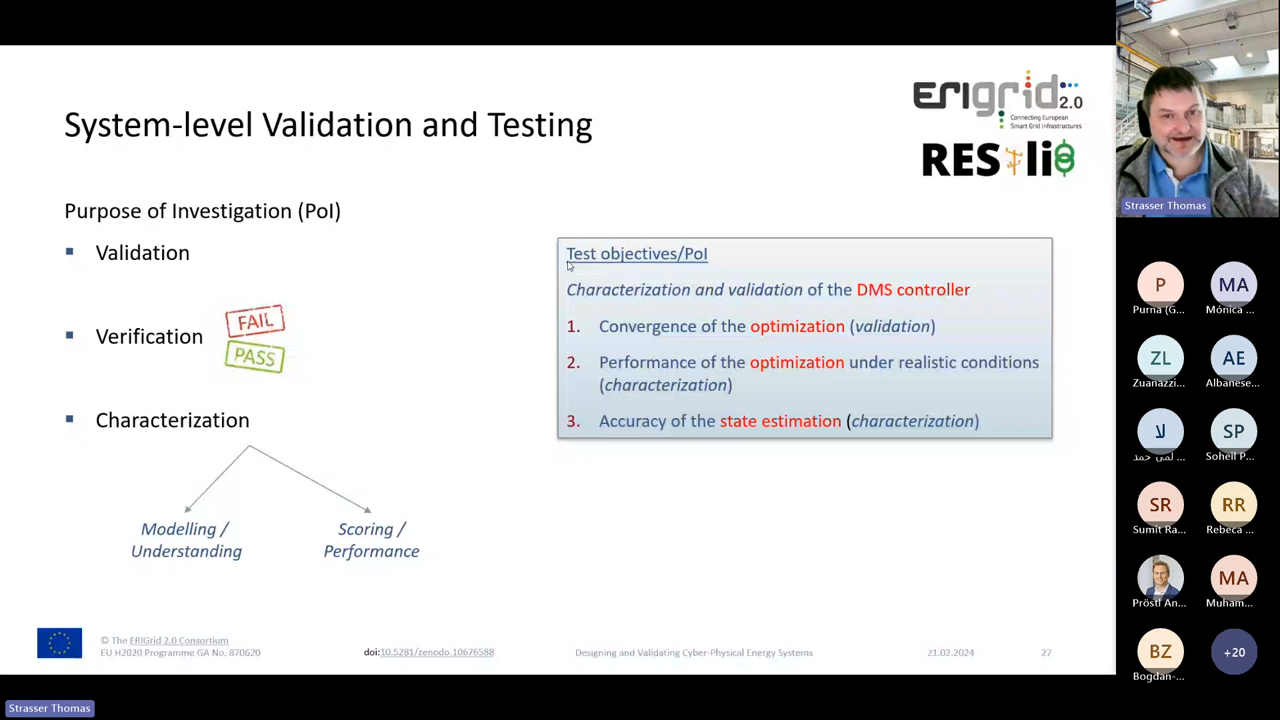 System-level Validation and Testing
ERIgrid 2.0
Connecting European
Smart Grid Infrastructures
RES li
Purpose of Investigation (PoI)
Validation
Verification
FAIL
PASS
Characterization
Modelling /
Understanding
Scoring /
Performance
Test objectives/PoI
Characterization and validation of the DMS controller
1. Convergence of the optimization (validation)
2. Performance of the optimization under realistic conditions
(characterization)
3. Accuracy of the state estimation (characterization)
© The ERIGrid 2.0 Consortium
EU H2020 Programme GA No. 870620
doi:10.5281/zenodo.10676588
Designing and Validating Cyber-Physical Energy Systems
21.02.2024
27
Strasser Thomas
P
MA
Purna (G...
Mónica ...
ZL
AE
Zuanazzi...
Albanese...
لا
SP
لمى حمد ...
Soheil P...
SR
RR
Sumit Ra...
Rebeca ...
MA
Pröstl An...
Muham...
BZ
+20
Bogdan-...
Strasser Thomas